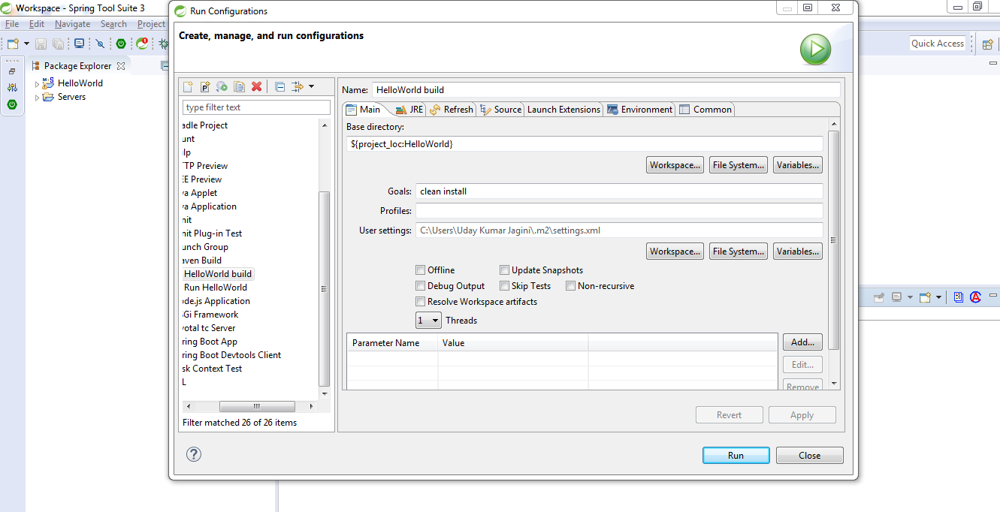 Workspace - Spring Tool Suite 3
File Edit Navigate Search Project
Quick Access
Package Explorer
HelloWorld
Servers
Run Configurations
Create, manage, and run configurations
type filter text
adle Project
unt
lp
TP Preview
EE Preview
va Applet
va Application
nit
nit Plug-in Test
unch Group
aven Build
HelloWorld build
Run HelloWorld
ode.js Application
Gi Framework
votal tc Server
ring Boot App
ring Boot Devtools Client
sk Context Test
L
Filter matched 26 of 26 items
Name: HelloWorld build
Main JRE Refresh Source Launch Extensions Environment Common
Base directory:
${project_loc:HelloWorld}
Workspace... File System... Variables...
Goals: clean install
Profiles:
User settings: C:\Users\Uday Kumar Jagini\.m2\settings.xml
Workspace... File System... Variables...
Offline Update Snapshots
Debug Output Skip Tests Non-recursive
Resolve Workspace artifacts
1 Threads
Parameter Name Value
Add...
Edit...
Remove
Revert Apply
Run Close